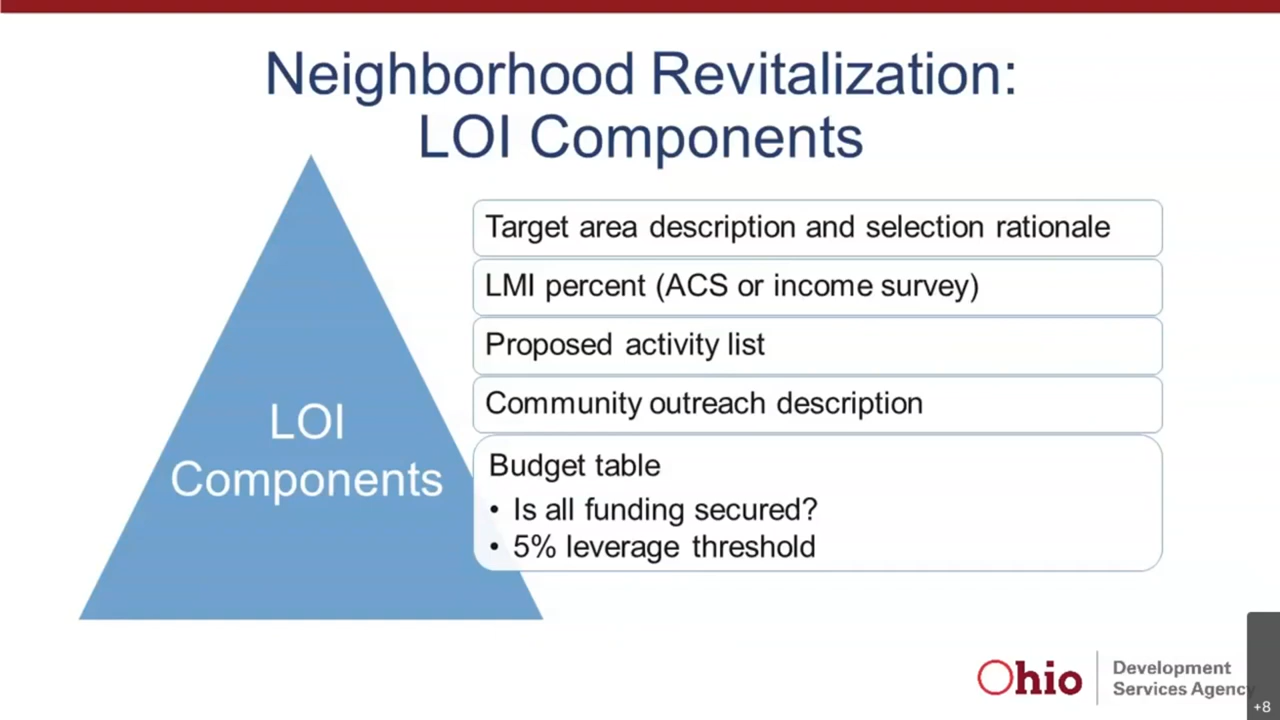 Neighborhood Revitalization:
LOI Components
LOI
Components
Target area description and selection rationale
LMI percent (ACS or income survey)
Proposed activity list
Community outreach description
Budget table
• Is all funding secured?
• 5% leverage threshold
Ohio
Development
Services Agency
+8